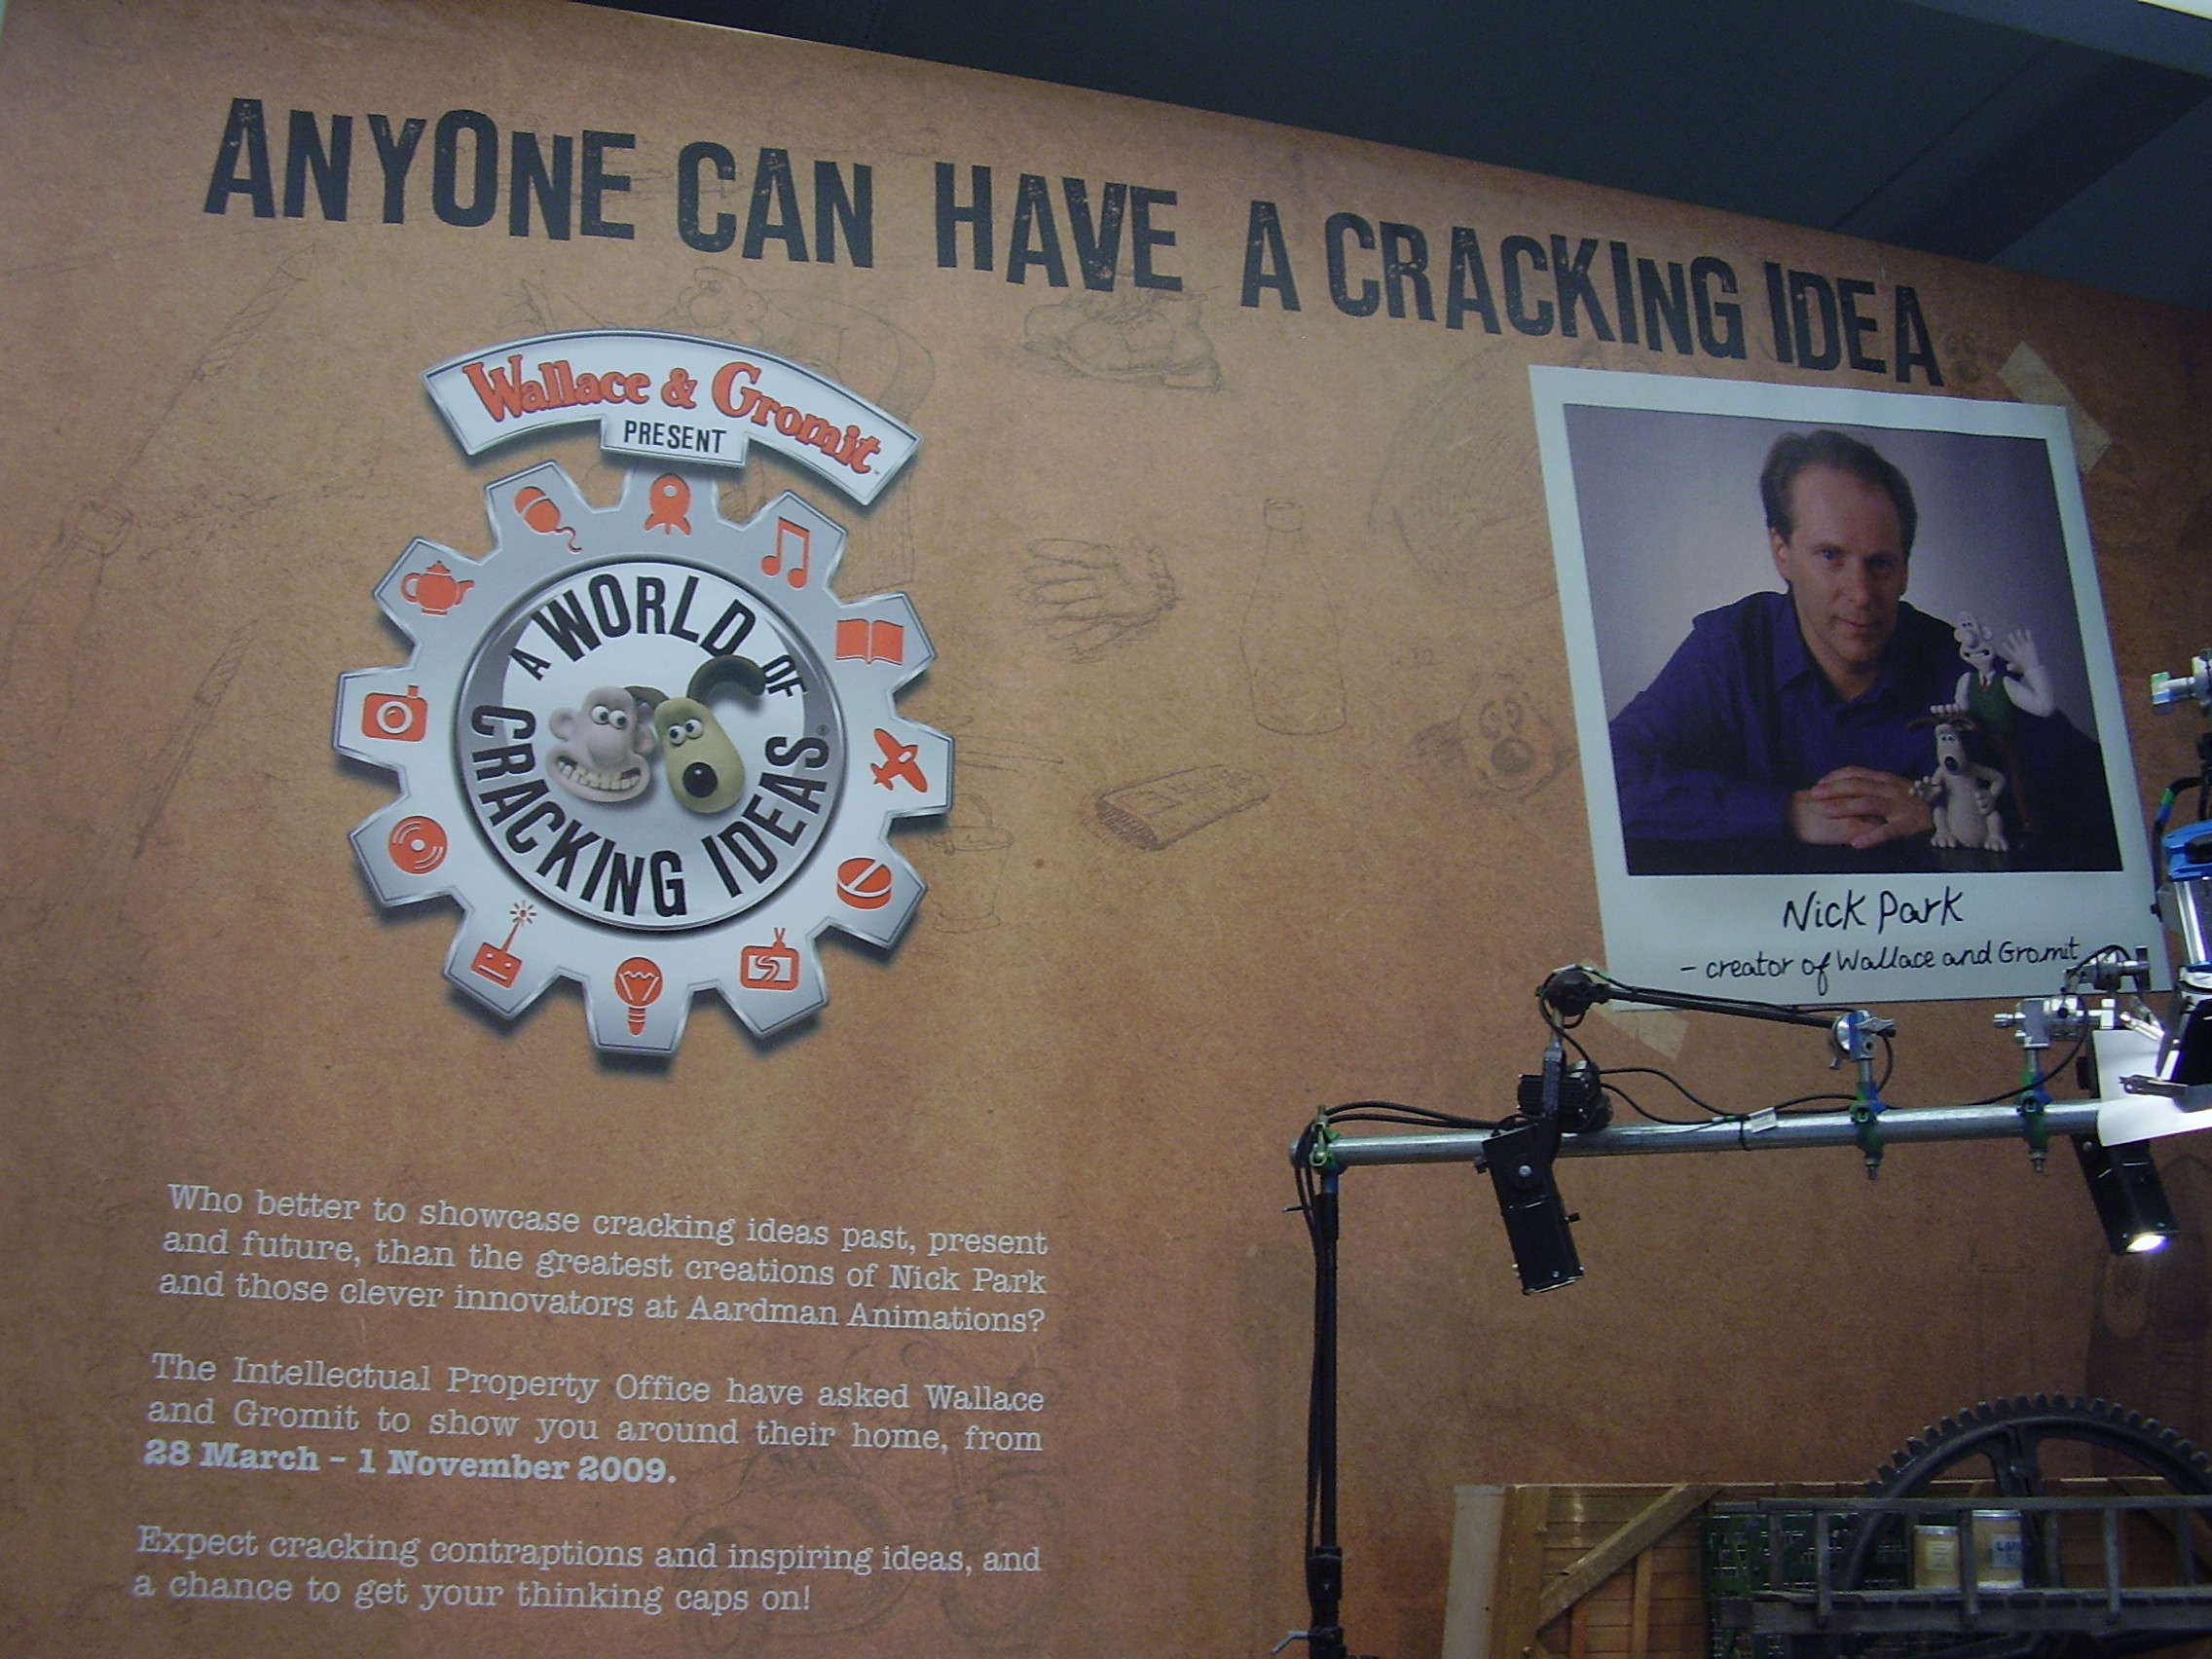 ANYONE CAN HAVE A CRACKING IDEA
Wallace & Gromit
PRESENT
A WORLD OF
CRACKING IDEAS
Nick Park
- creator of Wallace and Gromit
Who better to showcase cracking ideas past, present
and future, than the greatest creations of Nick Park
and those clever innovators at Aardman Animations?
The Intellectual Property Office have asked Wallace
and Gromit to show you around their home, from
28 March - 1 November 2009.
Expect cracking contraptions and inspiring ideas, and
a chance to get your thinking caps on!